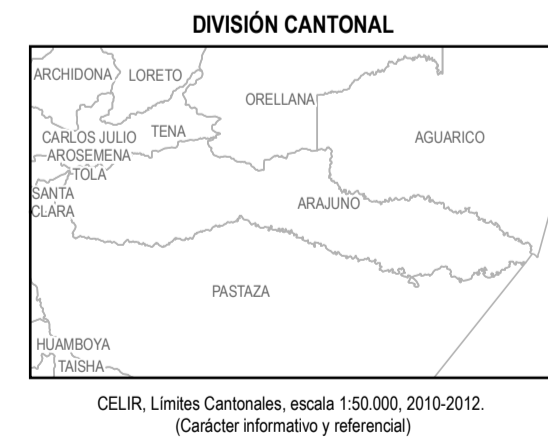 DIVISIÓN CANTONAL
ARCHIDONA
LORETO
ORELLANA
CARLOS JULIO
AROSEMENA
TOLA
TENA
AGUARICO
SANTA
CLARA
ARAJUNO
PASTAZA
HUAMBOYA
TAISHA
CELIR, Límites Cantonales, escala 1:50.000, 2010-2012.
(Carácter informativo y referencial)